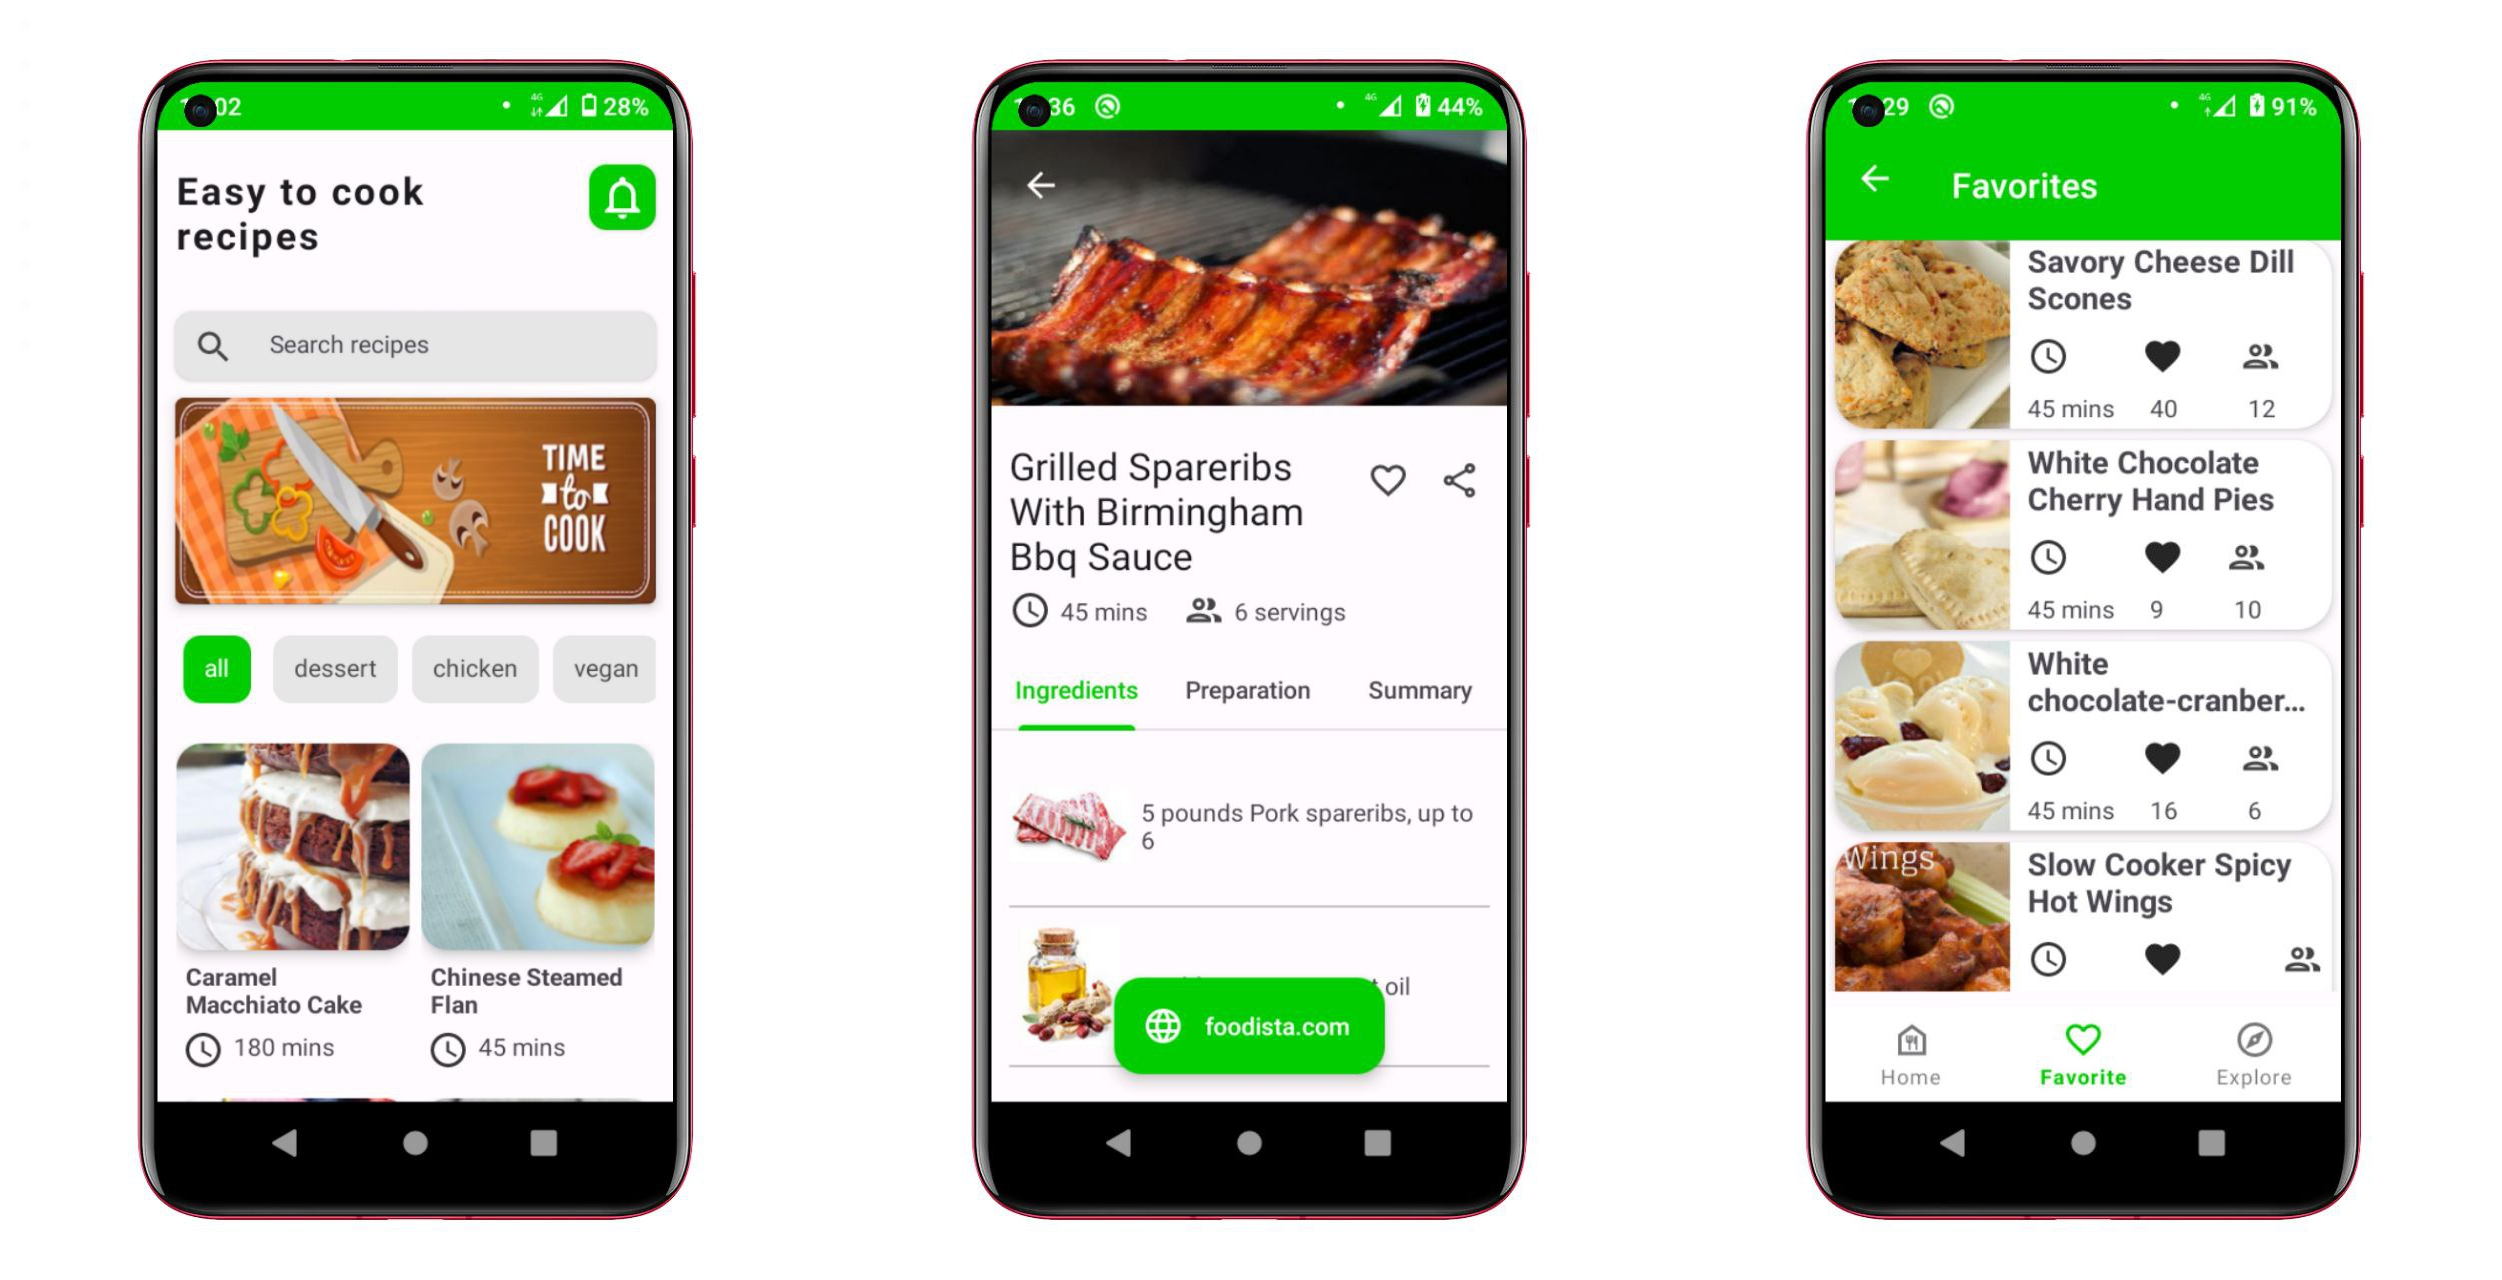 02
4G
28%
Easy to cook
recipes
Search recipes
TIME
to
COOK
all
dessert
chicken
vegan
Caramel
Macchiato Cake
180 mins
Chinese Steamed
Flan
45 mins
36
4G
44%
Grilled Spareribs
With Birmingham
Bbq Sauce
45 mins
6 servings
Ingredients
Preparation
Summary
5 pounds Pork spareribs, up to
6
oil
foodista.com
29
4G
91%
Favorites
Savory Cheese Dill
Scones
45 mins
40
12
White Chocolate
Cherry Hand Pies
45 mins
9
10
White
chocolate-cranber...
45 mins
16
6
Wings
Slow Cooker Spicy
Hot Wings
Home
Favorite
Explore